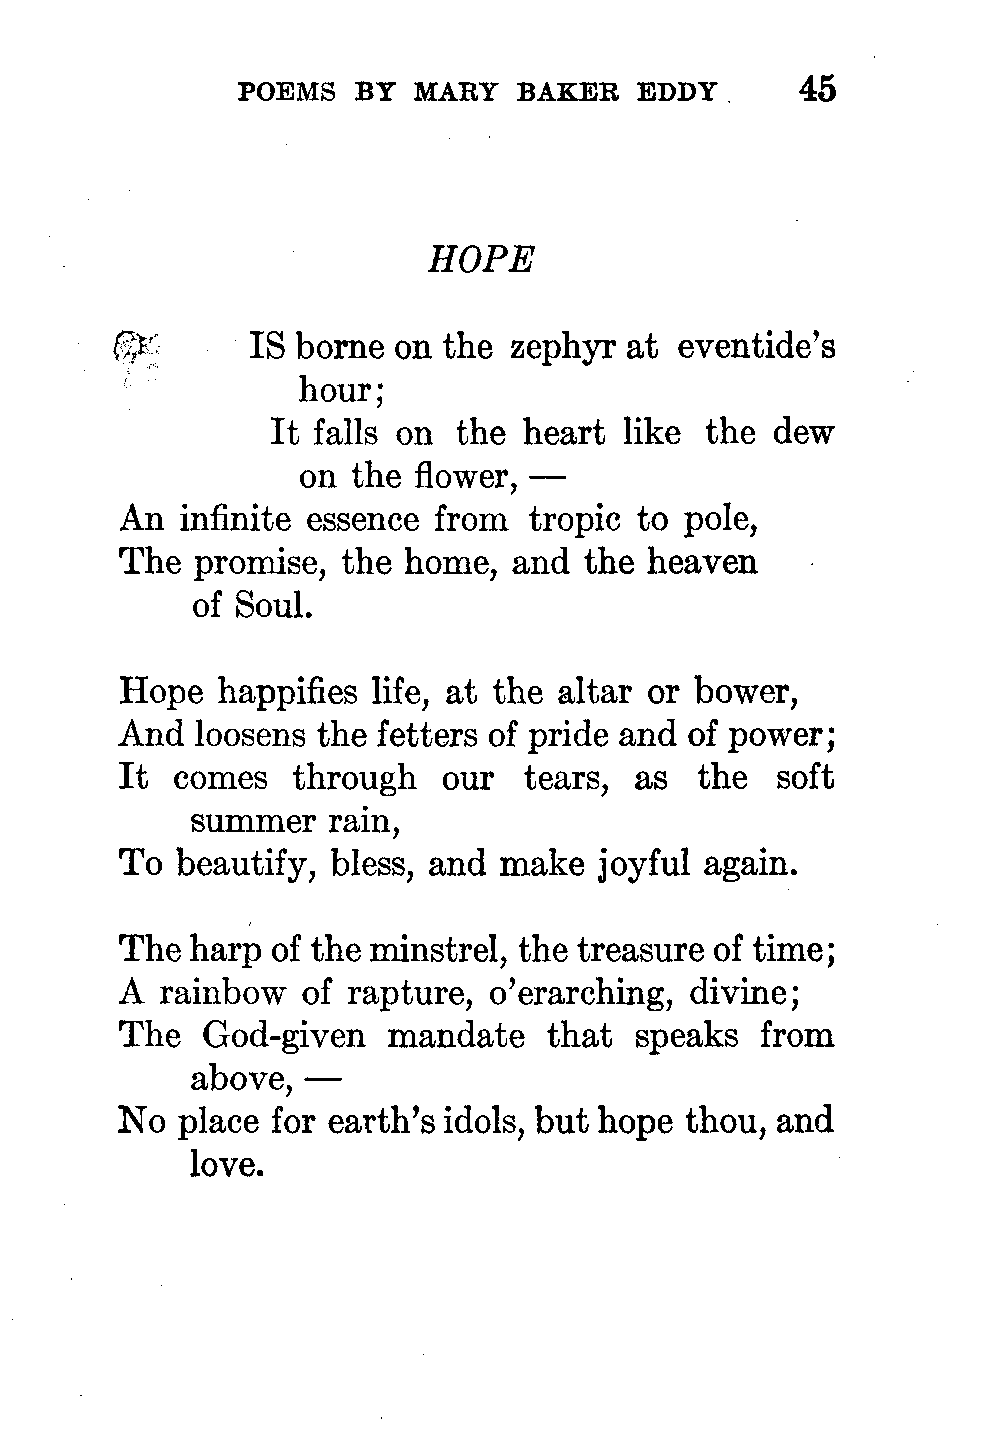 POEMS BY MARY BAKER EDDY 45
HOPE
IS borne on the zephyr at eventide's
hour;
It falls on the heart like the dew
on the flower, —
An infinite essence from tropic to pole,
The promise, the home, and the heaven
of Soul.
Hope happifies life, at the altar or bower,
And loosens the fetters of pride and of power;
It comes through our tears, as the soft
summer rain,
To beautify, bless, and make joyful again.
The harp of the minstrel, the treasure of time;
A rainbow of rapture, o'erarching, divine;
The God-given mandate that speaks from
above, —
No place for earth's idols, but hope thou, and
love.